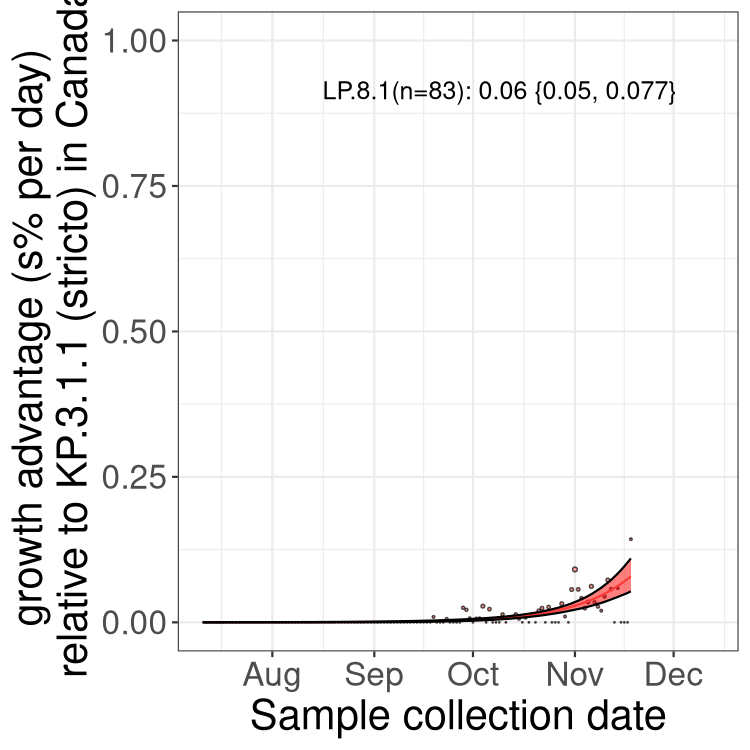 growth advantage (s% per day)
relative to KP.3.1.1 (stricto) in Canada
1.00
0.75
0.50
0.25
0.00
LP.8.1(n=83): 0.06 {0.05, 0.077}
Aug Sep Oct Nov Dec
Sample collection date